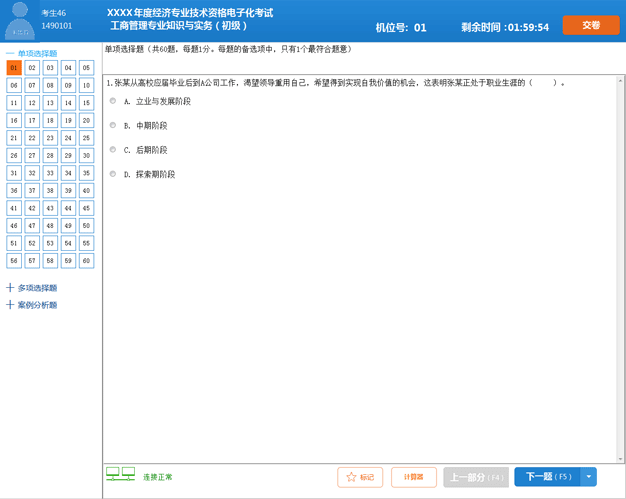 考生46
1490101
XXXX 年度经济专业技术资格电子化考试
工商管理专业知识与实务（初级）
机位号: 01
剩余时间:01:59:54
交卷
单项选择题（共60题，每题1分。每题的备选项中，只有1个最符合题意）
一 单项选择题
01 02 03 04 05
06 07 08 09 10
11 12 13 14 15
16 17 18 19 20
21 22 23 24 25
26 27 28 29 30
31 32 33 34 35
36 37 38 39 40
41 42 43 44 45
46 47 48 49 50
51 52 53 54 55
56 57 58 59 60
多项选择题
案例分析题
1.张某从高校应届毕业后到A公司工作，渴望领导重用自己，希望得到实现自我价值的机会，这表明张某正处于职业生涯的（ ）。
A. 立业与发展阶段
B. 中期阶段
C. 后期阶段
D. 探索期阶段
连接正常
标记
计算器
上一部分(F4)
下一题(F5)